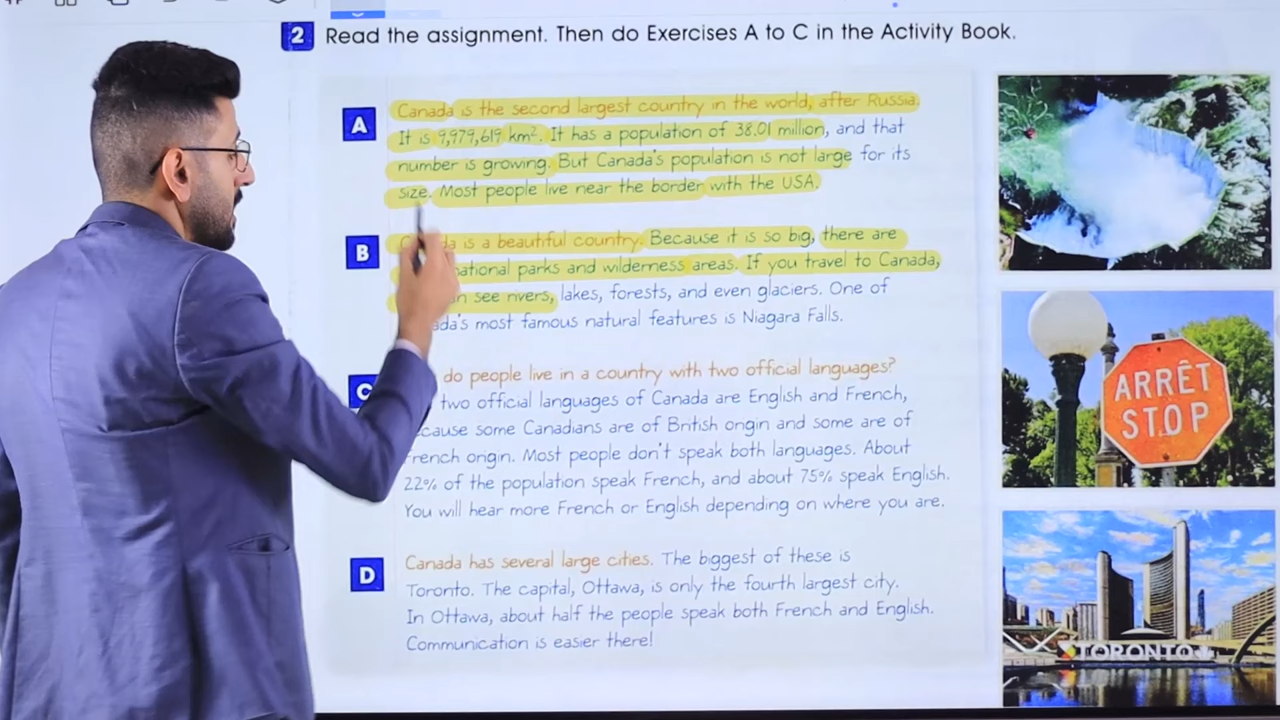 2 Read the assignment. Then do Exercises A to C in the Activity Book.
A
Canada is the second largest country in the world, after Russia.
It is 9,979,619 km². It has a population of 38.01 million, and that
number is growing. But Canada's population is not large for its
size. Most people live near the border with the USA.
B
is a beautiful country. Because it is so big, there are
national parks and wilderness areas. If you travel to Canada,
see rivers, lakes, forests, and even glaciers. One of
most famous natural features is Niagara Falls.
C
do people live in a country with two official languages?
two official languages of Canada are English and French,
because some Canadians are of British origin and some are of
French origin. Most people don't speak both languages. About
22% of the population speak French, and about 75% speak English.
You will hear more French or English depending on where you are.
D
Canada has several large cities. The biggest of these is
Toronto. The capital, Ottawa, is only the fourth largest city.
In Ottawa, about half the people speak both French and English.
Communication is easier there!
ARRÊT
STOP
TORONTO